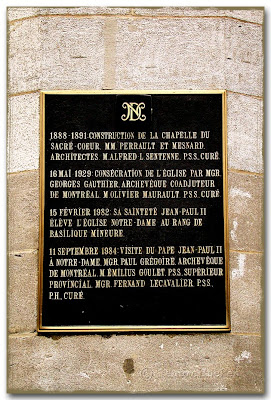 ND
1888-1891: CONSTRUCTION DE LA CHAPELLE DU
SACRÉ-COEUR. MM. PERRAULT ET MESNARD,
ARCHITECTES. M. ALFRED L. SENTENNE, P.S.S., CURÉ.
16 MAI 1929: CONSÉCRATION DE L'ÉGLISE PAR MGR.
GEORGES GAUTHIER, ARCHEVÊQUE COADJUTEUR
DE MONTRÉAL. M. OLIVIER MAURAULT, P.S.S., CURÉ.
15 FÉVRIER 1982: SA SAINTETÉ JEAN-PAUL II
ÉLÈVE L'ÉGLISE NOTRE-DAME AU RANG DE
BASILIQUE MINEURE.
11 SEPTEMBRE 1984: VISITE DU PAPE JEAN-PAUL II
À NOTRE-DAME. MGR. PAUL GRÉGOIRE, ARCHEVÊQUE
DE MONTRÉAL. M. ÉMILIUS GOULET, P.S.S., SUPÉRIEUR
PROVINCIAL. MGR. FERNAND LECAVALIER, P.S.S.,
P.H., CURÉ.